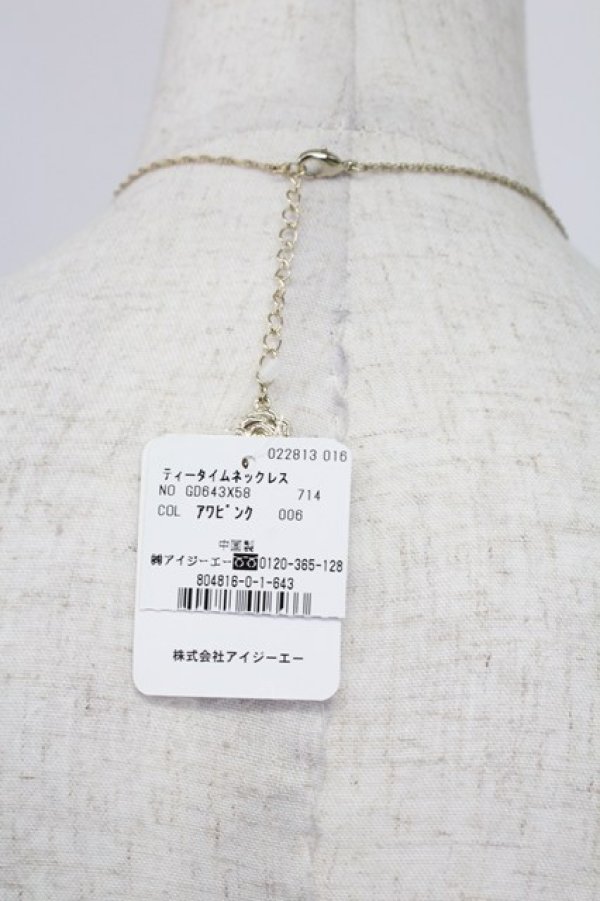 022813 016
ティータイムネックレス
NO GD643X58 714
COL アワピンク 006
中国製
㈱アイジーエー 0120-365-128
804816-0-1-643
株式会社アイジーエー